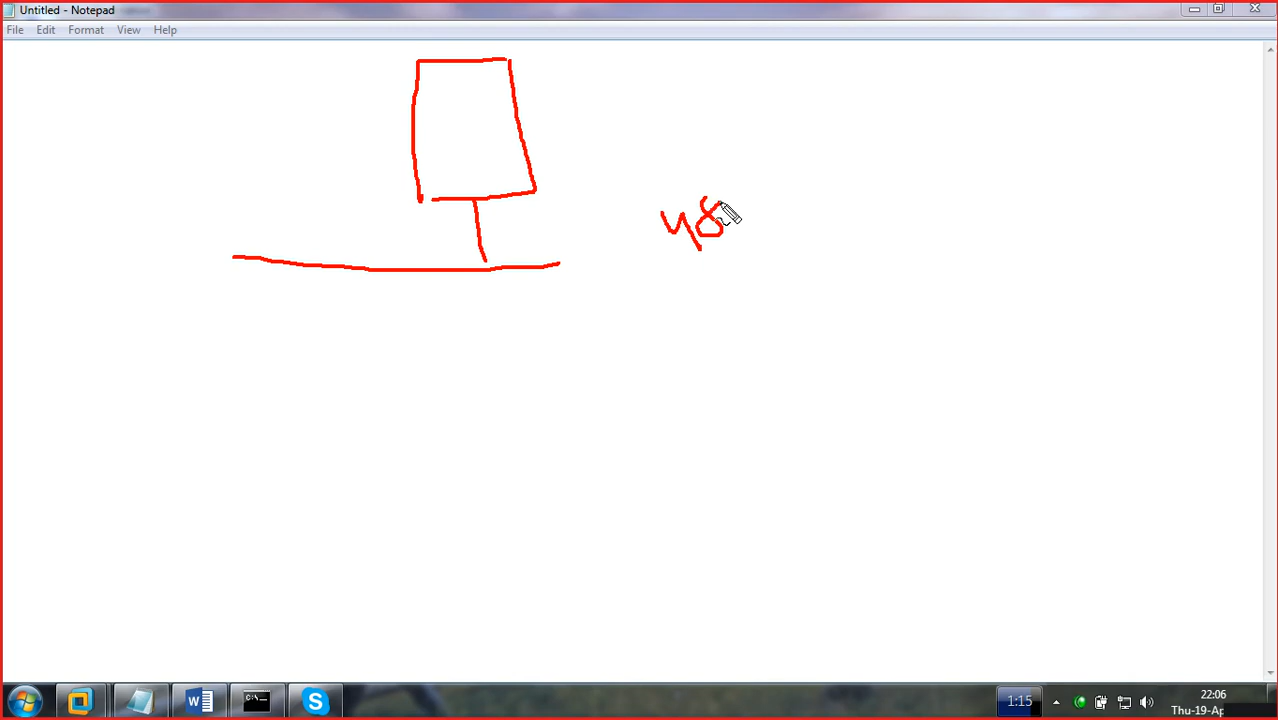 Untitled - Notepad
File Edit Format View Help
48
1:15
22:06
Thu-19-Ap